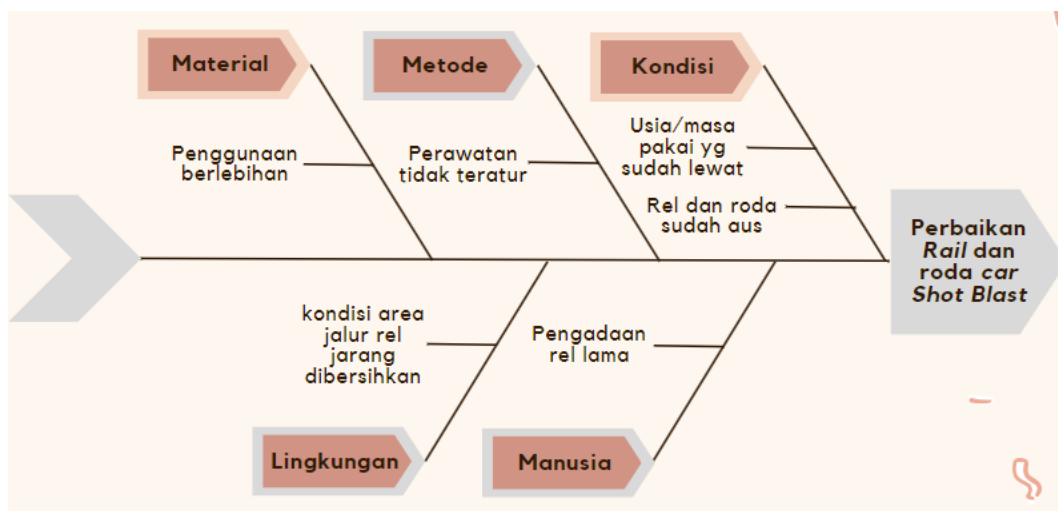 Material
Metode
Kondisi
Penggunaan
berlebihan
Perawatan
tidak teratur
Usia/masa
pakai yg
sudah lewat
Rel dan roda
sudah aus
Perbaikan
Rail dan
roda car
Shot Blast
kondisi area
jalur rel
jarang
dibersihkan
Pengadaan
rel lama
Lingkungan
Manusia